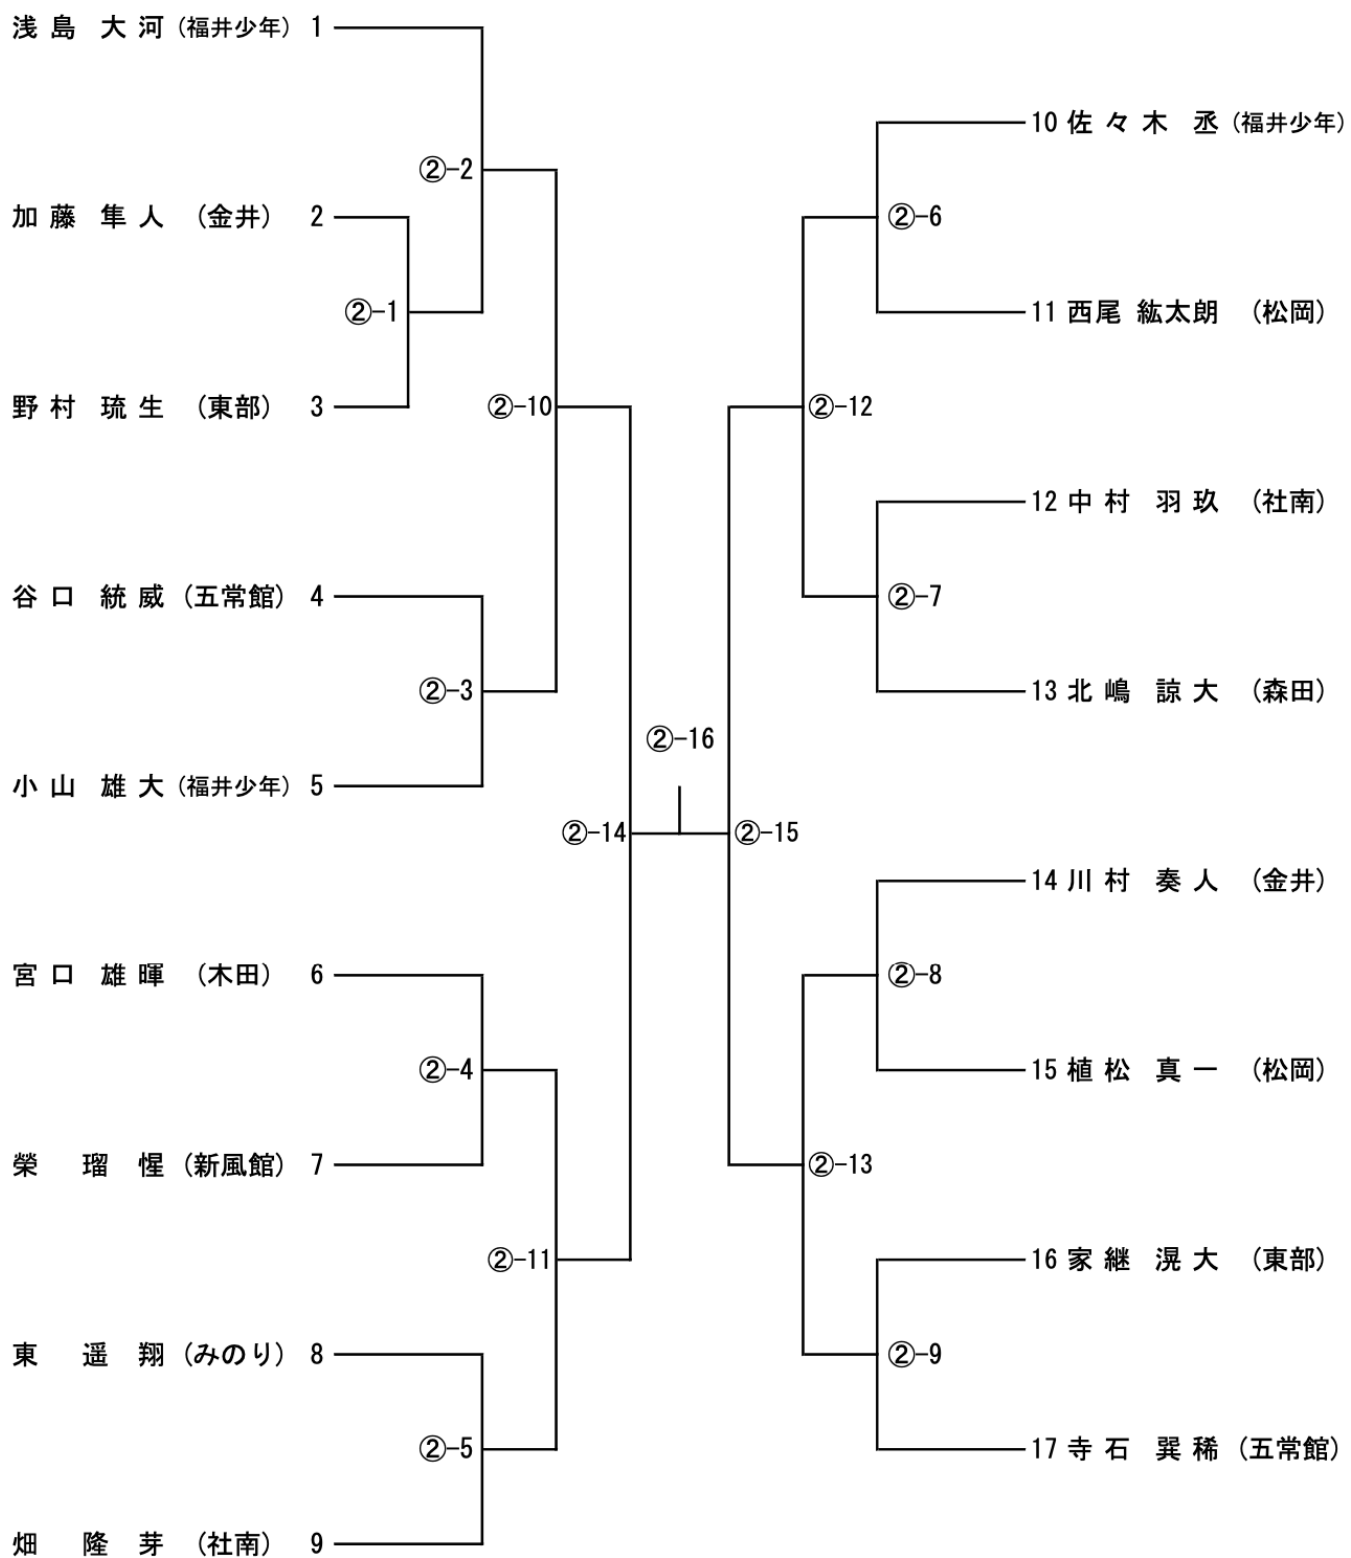 浅島 大河 (福井少年) 1
②-2
加藤 隼人 (金井) 2
②-1
野村 琉生 (東部) 3
②-10
谷口 統威 (五常館) 4
②-3
小山 雄大 (福井少年) 5
②-14
宮口 雄暉 (木田) 6
②-4
榮 瑠惺 (新風館) 7
②-11
東 遥翔 (みのり) 8
②-5
畑 隆芽 (社南) 9
②-16
10 佐々木 丞 (福井少年)
②-6
11 西尾 紘太朗 (松岡)
②-12
12 中村 羽玖 (社南)
②-7
13 北嶋 諒大 (森田)
②-15
14 川村 奏人 (金井)
②-8
15 植松 真一 (松岡)
②-13
16 家継 滉大 (東部)
②-9
17 寺石 巽稀 (五常館)